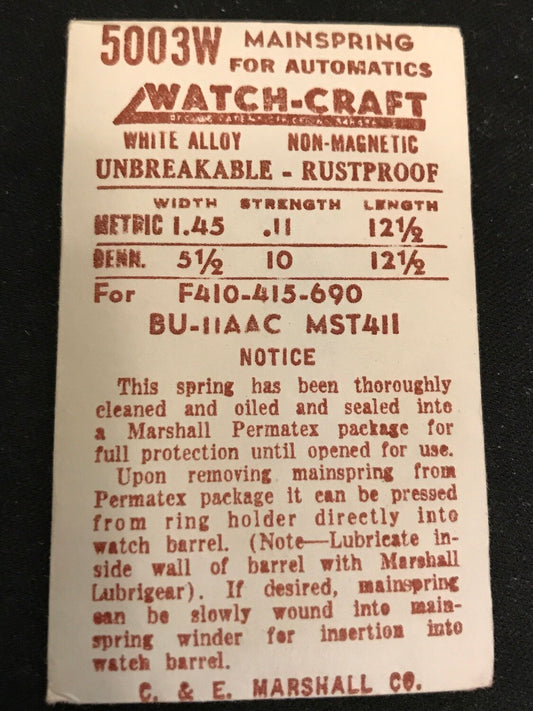 5003W MAINSPRING
FOR AUTOMATICS
WATCH-CRAFT
WHITE ALLOY NON-MAGNETIC
UNBREAKABLE - RUSTPROOF
WIDTH STRENGTH LENGTH
METRIC 1.45 .11 12½
DENN. 5½ 10 12½
For F410-415-690
BU-11AAC MST411
NOTICE
This spring has been thoroughly
cleaned and oiled and sealed into
a Marshall Permatex package for
full protection until opened for use.
Upon removing mainspring from
Permatex package it can be pressed
from ring holder directly into
watch barrel. (Note—Lubricate in-
side wall of barrel with Marshall
Lubrigear). If desired, mainspring
can be slowly wound into main-
spring winder for insertion into
watch barrel.
C. & E. MARSHALL CO.